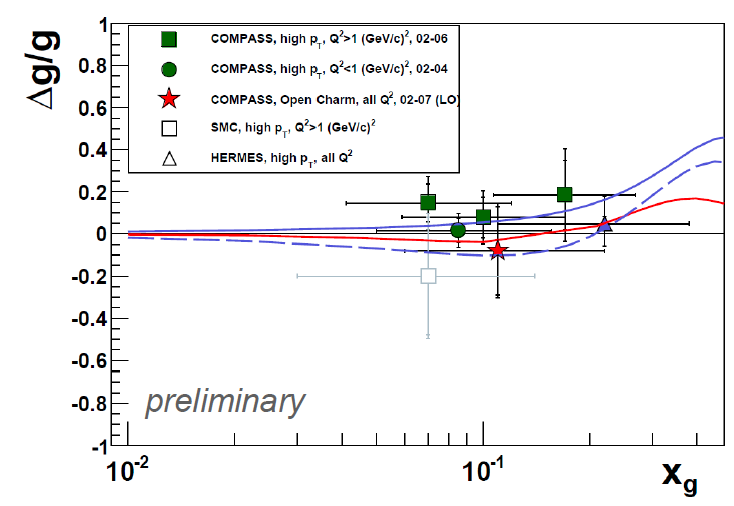 Δg/g
1
0.8
0.6
0.4
0.2
0
-0.2
-0.4
-0.6
-0.8
-1
COMPASS, high p_T, Q²>1 (GeV/c)², 02-06
COMPASS, high p_T, Q²<1 (GeV/c)², 02-04
COMPASS, Open Charm, all Q², 02-07 (LO)
SMC, high p_T, Q²>1 (GeV/c)²
HERMES, high p_T, all Q²
preliminary
10⁻² 10⁻¹
x_g